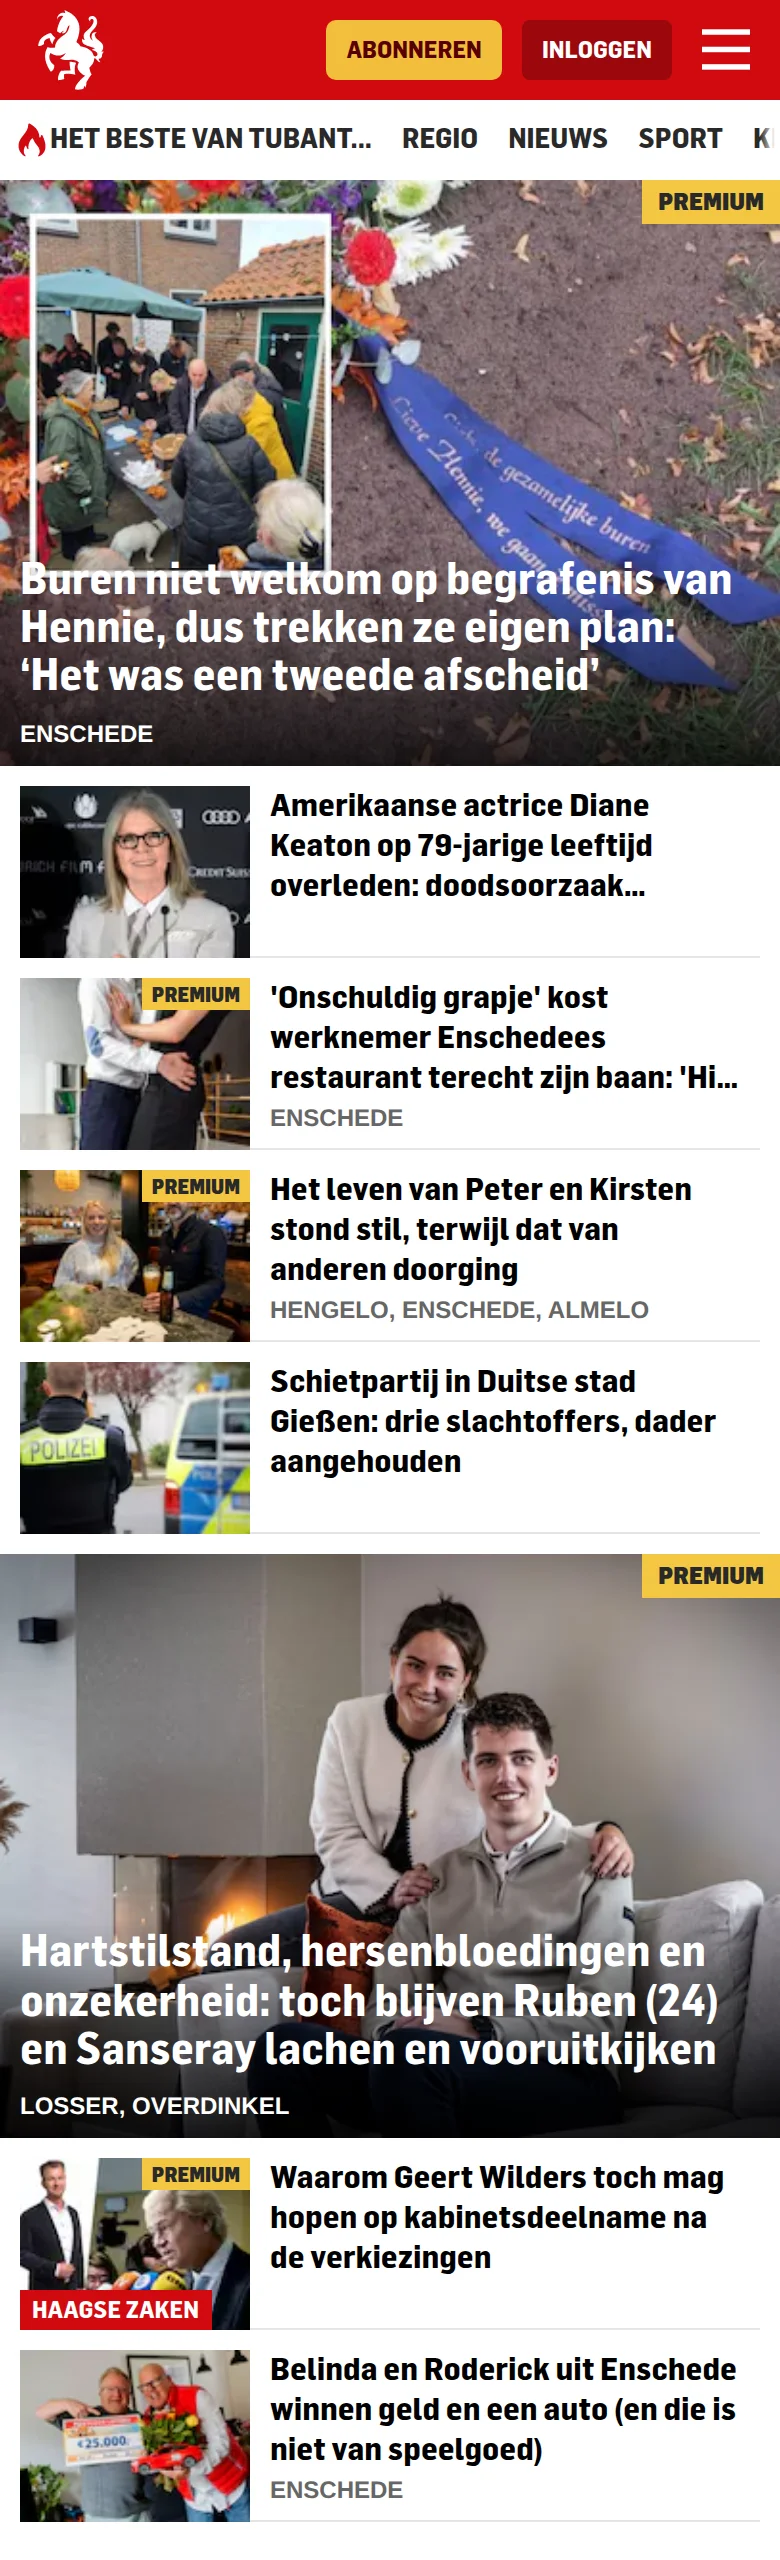 ABONNEREN
INLOGGEN
HET BESTE VAN TUBANT...
REGIO
NIEUWS
SPORT
PREMIUM
de gezamelijke buren
Lieve Hennie, we gaan
Buren niet welkom op begrafenis van
Hennie, dus trekken ze eigen plan:
‘Het was een tweede afscheid’
ENSCHEDE
CREDIT SUIS
Amerikaanse actrice Diane
Keaton op 79-jarige leeftijd
overleden: doodsoorzaak...
PREMIUM
'Onschuldig grapje' kost
werknemer Enschedees
restaurant terecht zijn baan: 'Hi...
ENSCHEDE
PREMIUM
Het leven van Peter en Kirsten
stond stil, terwijl dat van
anderen doorging
HENGELO, ENSCHEDE, ALMELO
POLIZEI
Schietpartij in Duitse stad
Gießen: drie slachtoffers, dader
aangehouden
PREMIUM
Hartstilstand, hersenbloedingen en
onzekerheid: toch blijven Ruben (24)
en Sanseray lachen en vooruitkijken
LOSSER, OVERDINKEL
PREMIUM
HAAGSE ZAKEN
Waarom Geert Wilders toch mag
hopen op kabinetsdeelname na
de verkiezingen
€25.000
Belinda en Roderick uit Enschede
winnen geld en een auto (en die is
niet van speelgoed)
ENSCHEDE